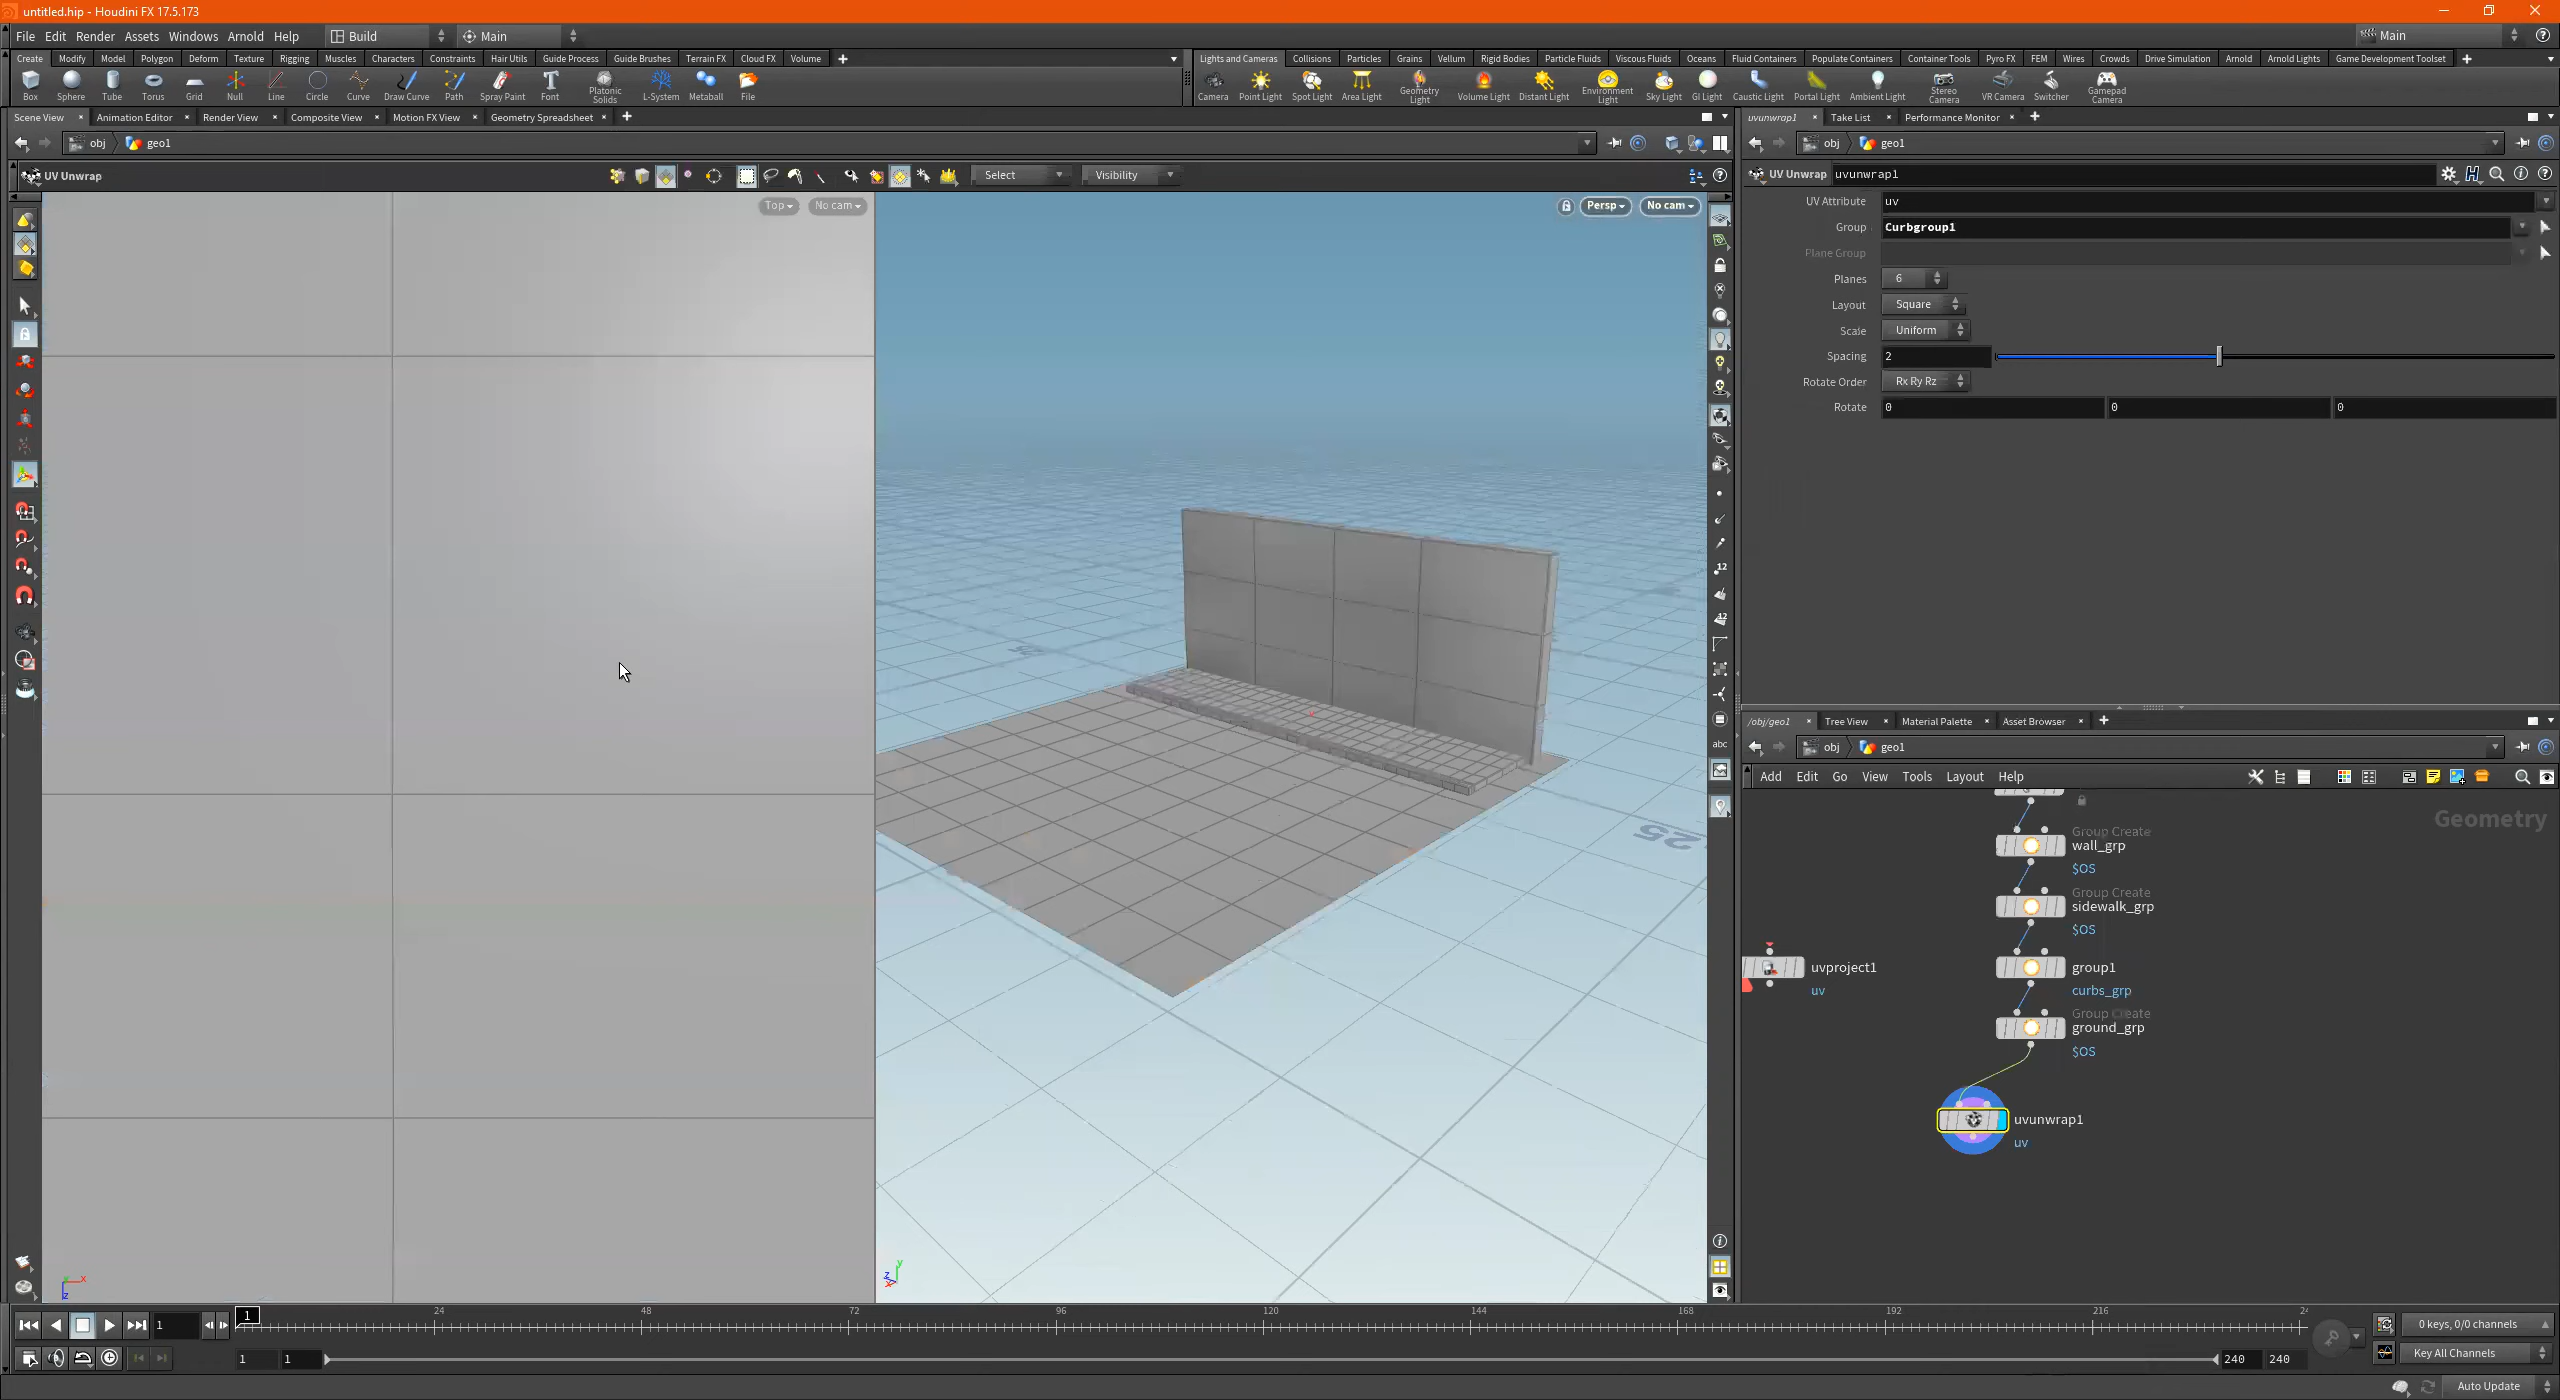 untitled.hip - Houdini FX 17.5.173
File Edit Render Assets Windows Arnold Help Build Main Main
Create Modify Model Polygon Deform Texture Rigging Muscles Characters Constraints Hair Utils Guide Process Guide Brushes Terrain FX Cloud FX Volume
Lights and Cameras Collisions Particles Grains Vellum Rigid Bodies Particle Fluids Viscous Fluids Oceans Fluid Containers Populate Containers Container Tools Pyro FX FEM Wires Crowds Drive Simulation Arnold Arnold Lights Game Development Toolset
Box Sphere Tube Torus Grid Null Line Circle Curve Draw Curve Path Spray Paint Font Platonic Solids L-System Metaball File
Camera Point Light Spot Light Area Light Geometry Light Volume Light Distant Light Environment Light Sky Light GI Light Caustic Light Portal Light Ambient Light Stereo Camera VR Camera Switcher Gamepad Camera
Scene View Animation Editor Render View Composite View Motion FX View Geometry Spreadsheet
uvunwrap1 Take List Performance Monitor
obj geo1
obj geo1
UV Unwrap Select Visibility
UV Unwrap uvunwrap1
Top No cam
Persp No cam
UV Attribute uv
Group Curbgroup1
Plane Group
Planes 6
Layout Square
Scale Uniform
Spacing 2
Rotate Order Rx Ry Rz
Rotate 0 0 0
12
12
abc
25
/obj/geo1 Tree View Material Palette Asset Browser
obj geo1
Add Edit Go View Tools Layout Help
Geometry
Group Create
wall_grp
$OS
Group Create
sidewalk_grp
$OS
uvproject1
uv
group1
curbs_grp
Group Create
ground_grp
$OS
uvunwrap1
uv
x
z
y
z
x
1 1 24 48 72 96 120 144 168 192 216 24
1 1 240 240
0 keys, 0/0 channels
Key All Channels
Auto Update